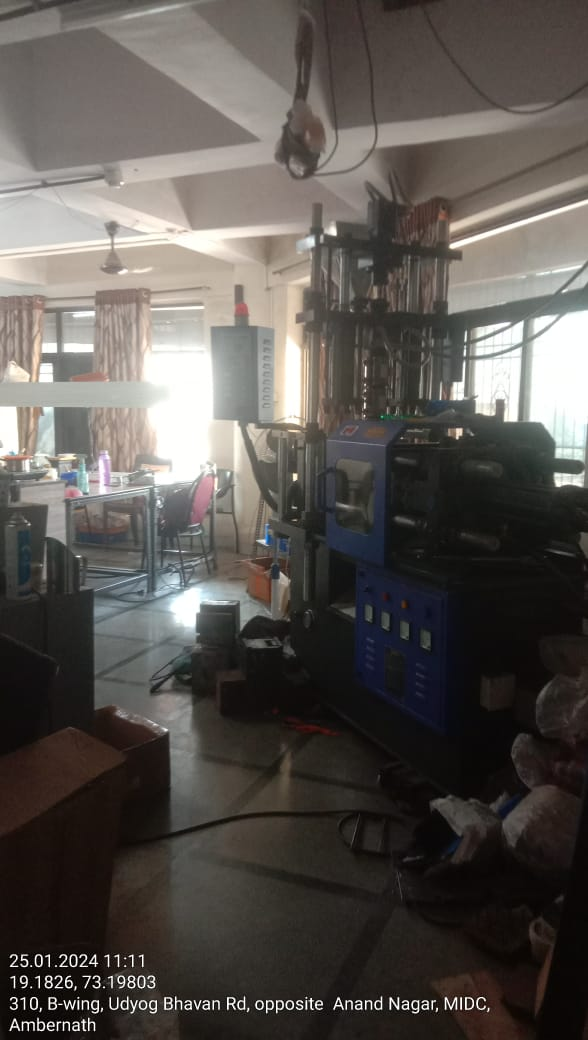 25.01.2024 11:11
19.1826, 73.19803
310, B-wing, Udyog Bhavan Rd, opposite Anand Nagar, MIDC,
Ambernath